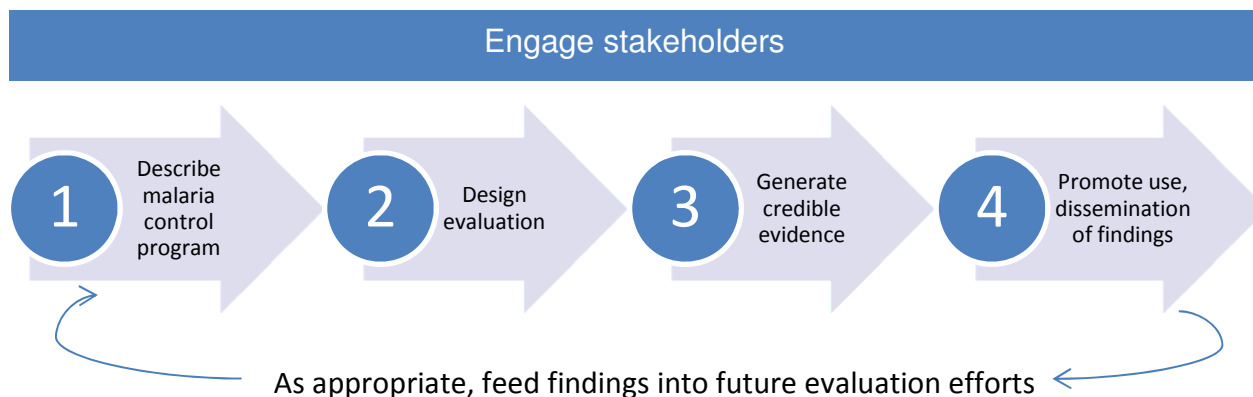 Engage stakeholders
1
Describe
malaria
control
program
2
Design
evaluation
3
Generate
credible
evidence
4
Promote use,
dissemination
of findings
As appropriate, feed findings into future evaluation efforts